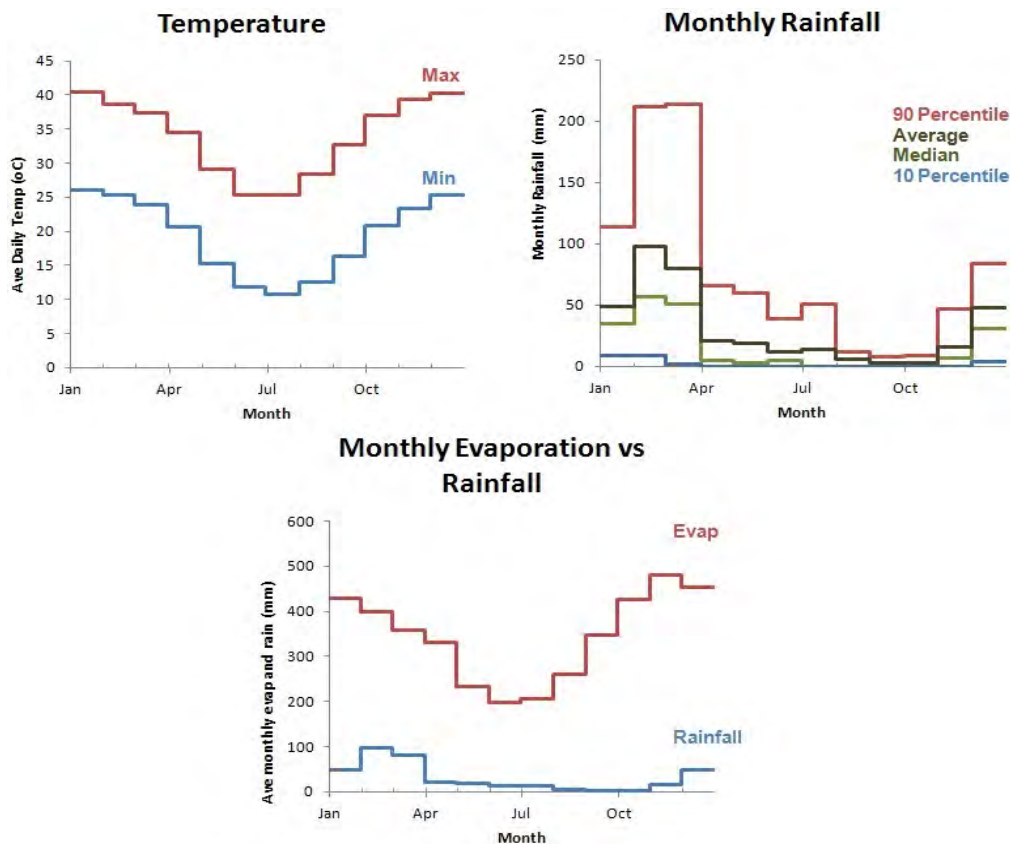 Temperature
45
40
35
30
25
20
15
10
5
0
Ave Daily Temp (oC)
Max
Min
Jan Apr Jul Oct
Month
Monthly Rainfall
250
200
150
100
50
0
Monthly Rainfall (mm)
90 Percentile
Average
Median
10 Percentile
Jan Apr Jul Oct
Month
Monthly Evaporation vs
Rainfall
600
500
400
300
200
100
0
Ave monthly evap and rain (mm)
Evap
Rainfall
Jan Apr Jul Oct
Month